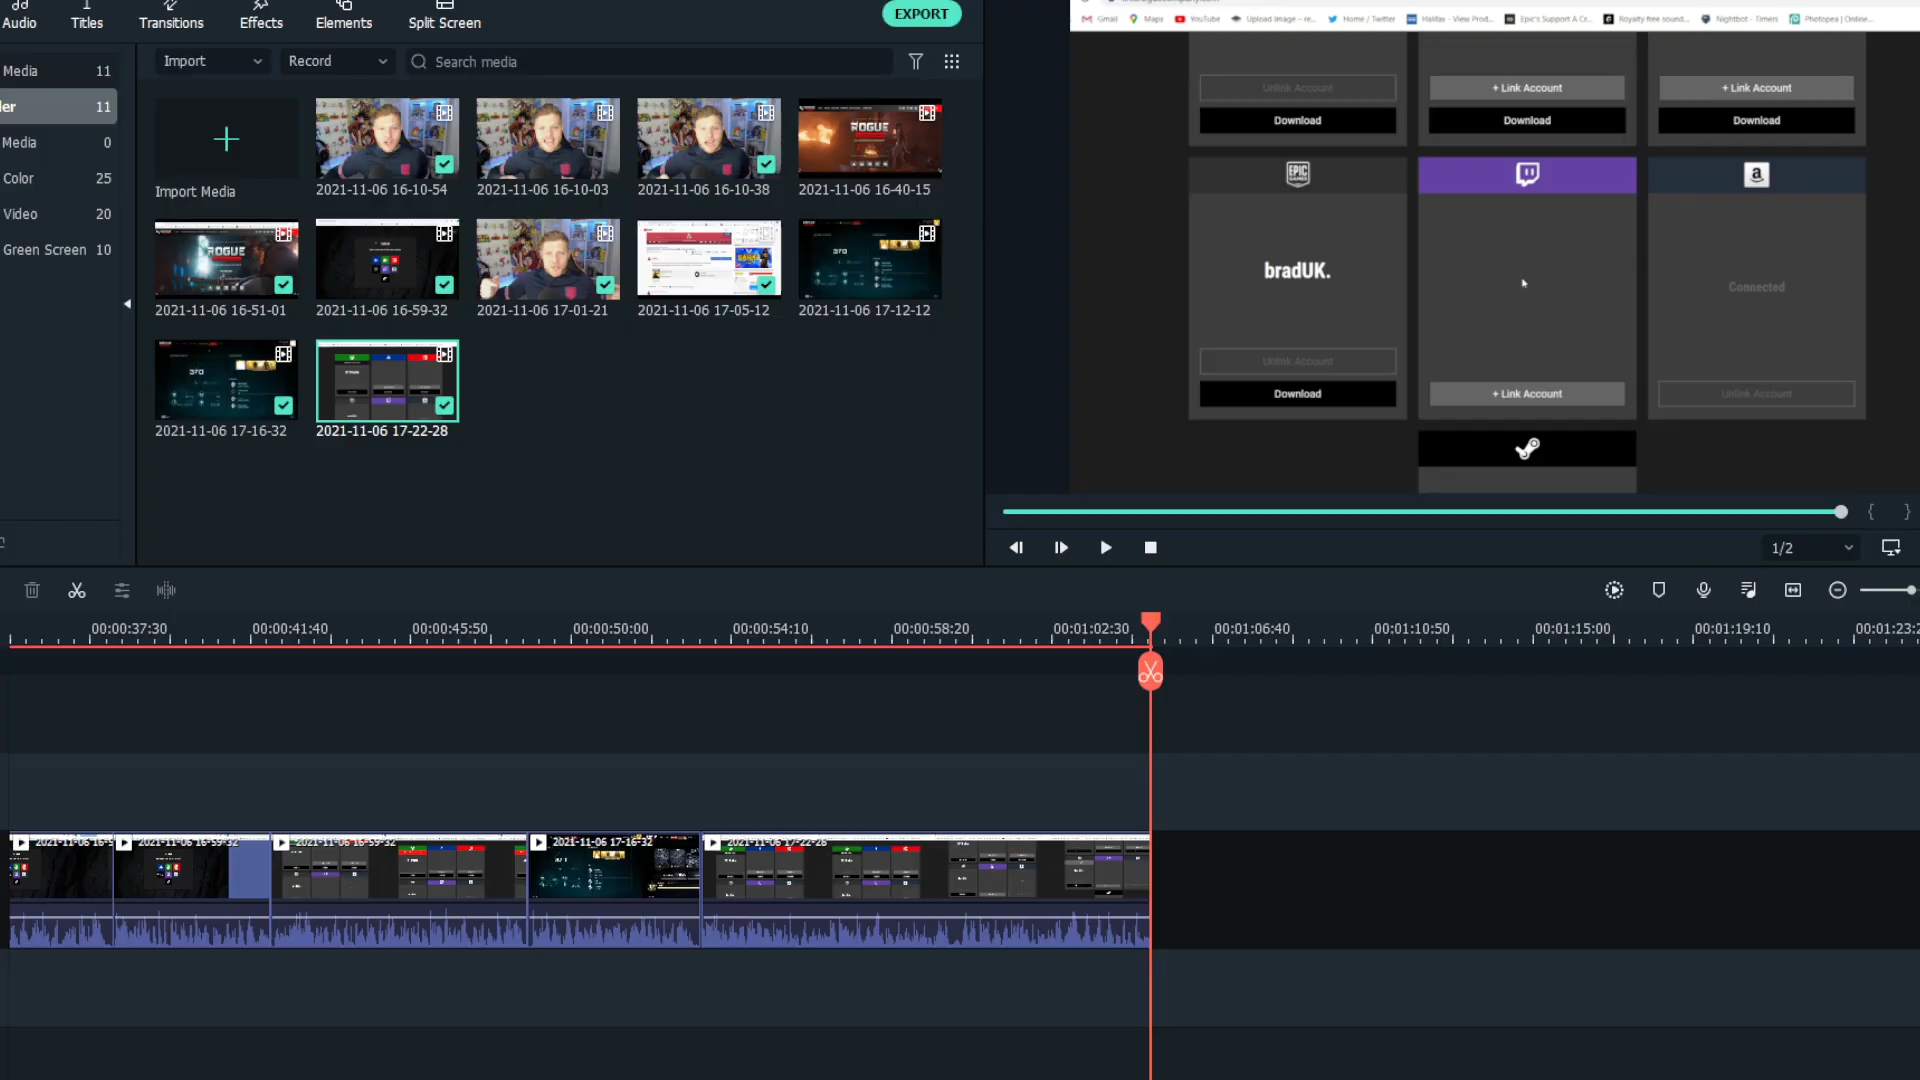 Audio
Titles
Transitions
Effects
Elements
Split Screen
EXPORT
Media 11
ler 11
Media 0
Color 25
Video 20
Green Screen 10
Import
Record
Search media
Import Media
2021-11-06 16-10-54
2021-11-06 16-10-03
2021-11-06 16-10-38
ROGUE
2021-11-06 16-40-15
ROGUE
2021-11-06 16-51-01
2021-11-06 16-59-32
2021-11-06 17-01-21
2021-11-06 17-05-12
2021-11-06 17-12-12
2021-11-06 17-16-32
2021-11-06 17-22-28
Gmail
Maps
YouTube
Upload Image – re...
Home / Twitter
Halifax - View Prod...
Epic's Support A Ce...
Royalty free sound...
Nightbot - Timers
Photopea | Online...
Unlink Account
+ Link Account
+ Link Account
Download
Download
Download
EPIC GAMES
a
bradUK.
Connected
Unlink Account
Download
+ Link Account
Unlink Account
{ }
1/2
00:00:37:30
00:00:41:40
00:00:45:50
00:00:50:00
00:00:54:10
00:00:58:20
00:01:02:30
00:01:06:40
00:01:10:50
00:01:15:00
00:01:19:10
00:01:23:2
2021-11-06 16-5
2021-11-06 16-59-32
2021-11-06 16-59-32
2021-11-06 17-16-32
2021-11-06 17-22-28